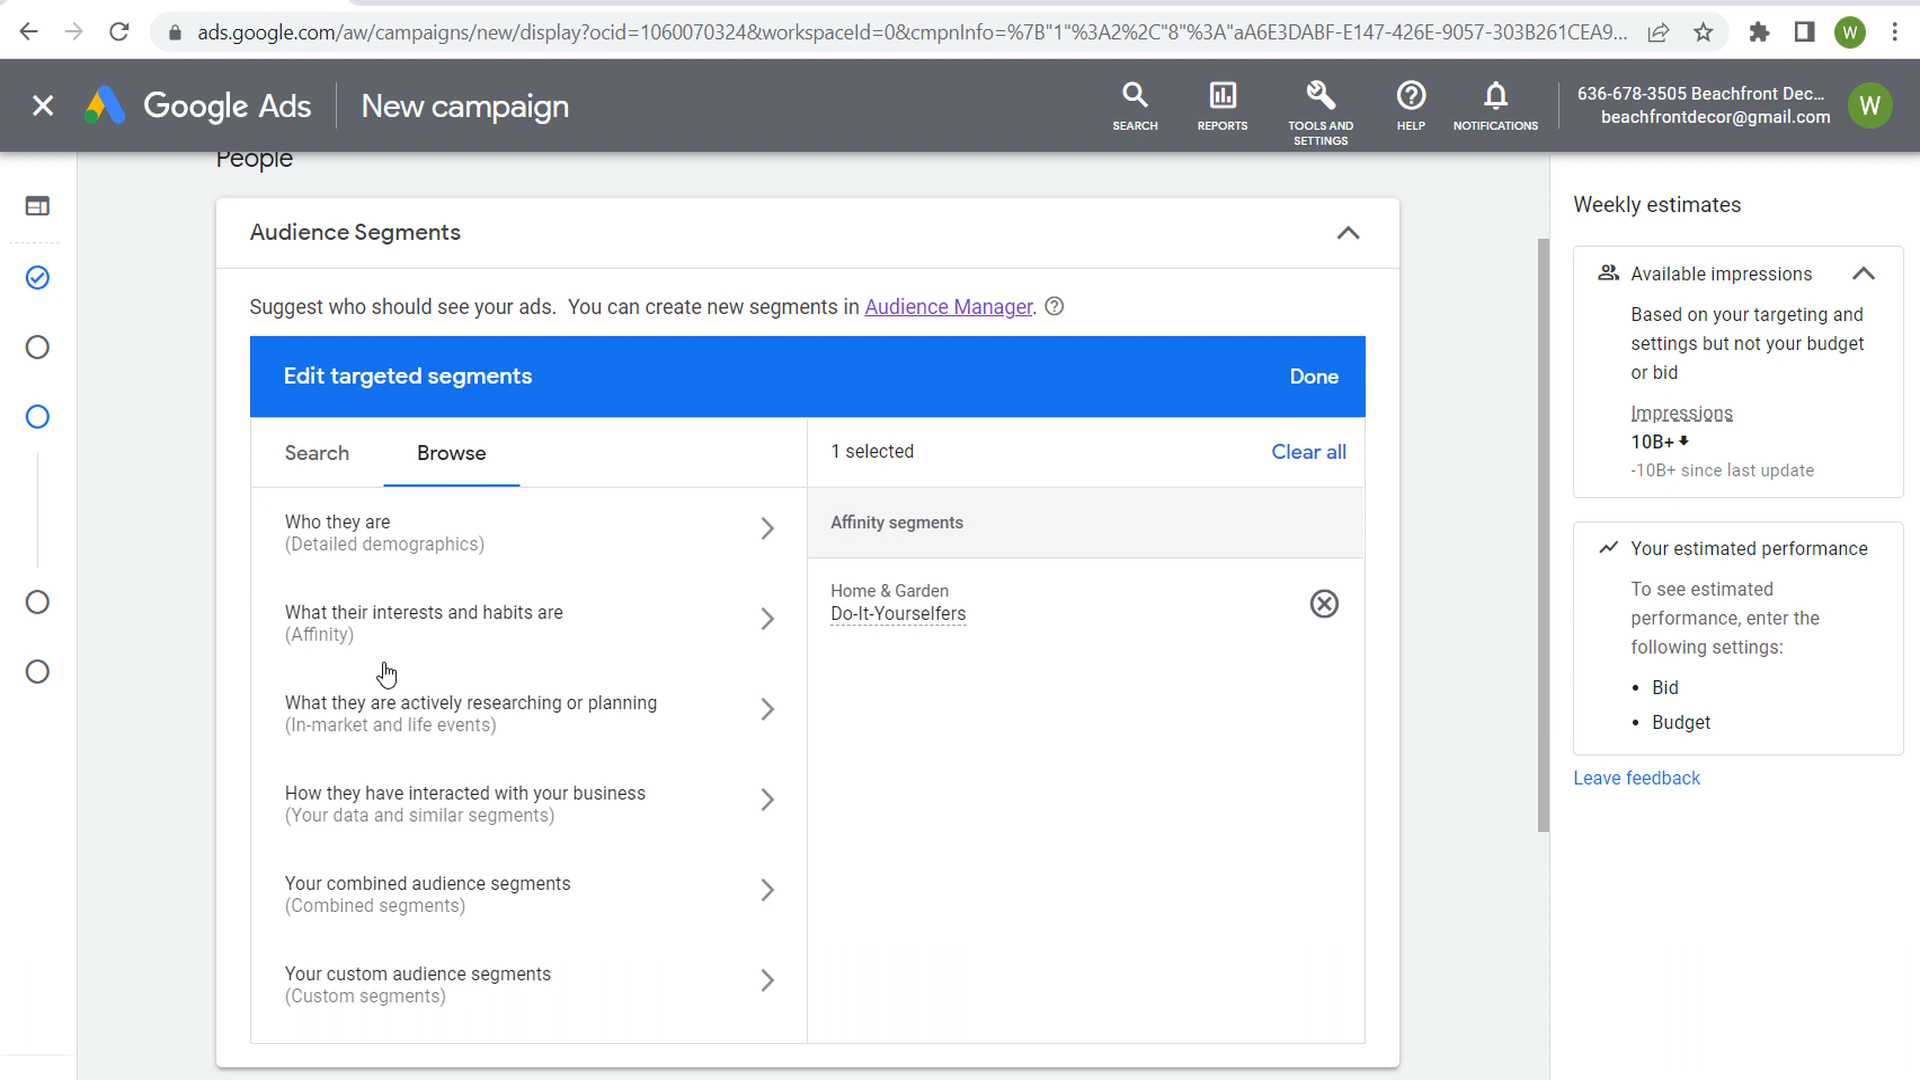 ads.google.com/aw/campaigns/new/display?ocid=1060070324&workspaceId=0&cmpnInfo=%7B"1"%3A2%2C"8"%3A"aA6E3DABF-E147-426E-9057-303B261CEA9...
W
Google Ads
New campaign
SEARCH
REPORTS
TOOLS AND
SETTINGS
HELP
NOTIFICATIONS
636-678-3505 Beachfront Dec...
beachfrontdecor@gmail.com
W
People
Audience Segments
Suggest who should see your ads. You can create new segments in Audience Manager.
Edit targeted segments
Done
Search
Browse
1 selected
Clear all
Who they are
(Detailed demographics)
What their interests and habits are
(Affinity)
What they are actively researching or planning
(In-market and life events)
How they have interacted with your business
(Your data and similar segments)
Your combined audience segments
(Combined segments)
Your custom audience segments
(Custom segments)
Affinity segments
Home & Garden
Do-It-Yourselfers
Weekly estimates
Available impressions
Based on your targeting and
settings but not your budget
or bid
Impressions
10B+
-10B+ since last update
Your estimated performance
To see estimated
performance, enter the
following settings:
• Bid
• Budget
Leave feedback